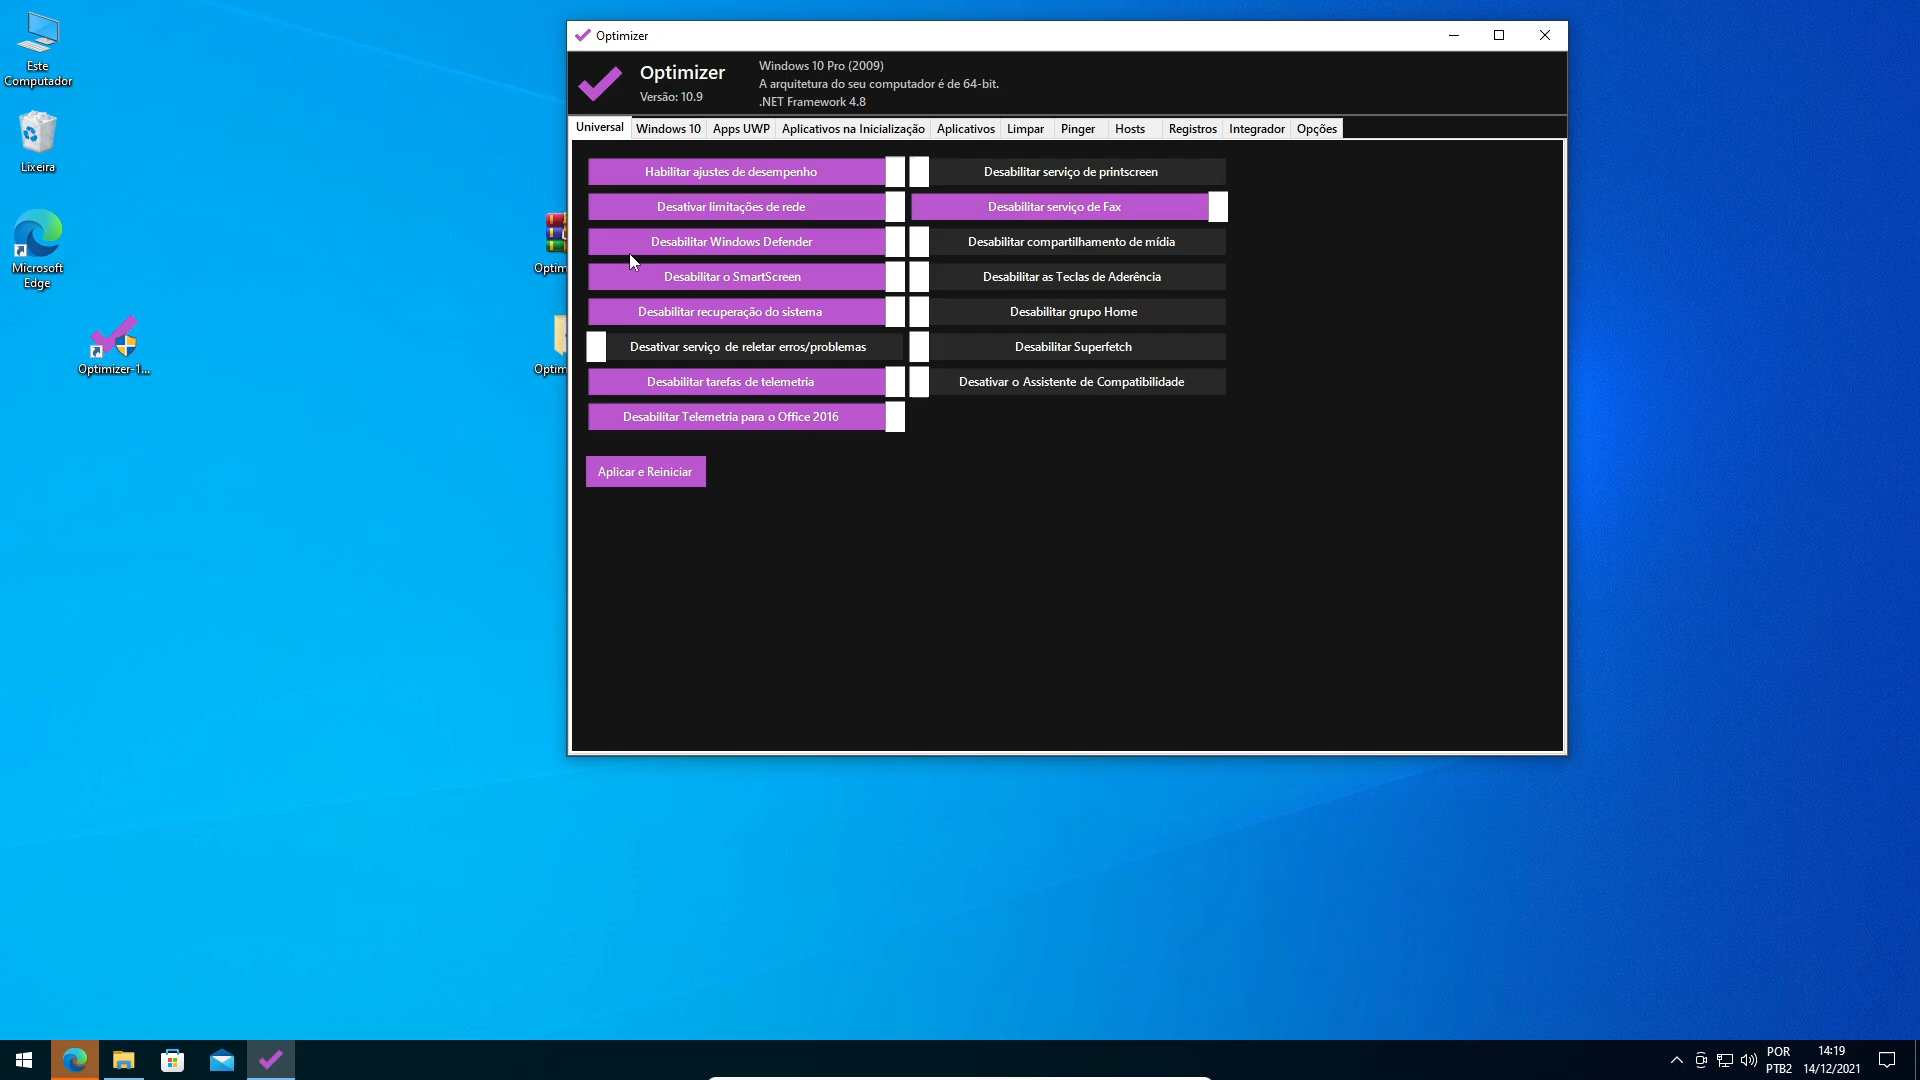 Este
Computador
Lixeira
Microsoft
Edge
Optimizer-1...
Optim
Optim
Optimizer
Optimizer
Versão: 10.9
Windows 10 Pro (2009)
A arquitetura do seu computador é de 64-bit.
.NET Framework 4.8
Universal Windows 10 Apps UWP Aplicativos na Inicialização Aplicativos Limpar Pinger Hosts Registros Integrador Opções
Habilitar ajustes de desempenho
Desativar limitações de rede
Desabilitar Windows Defender
Desabilitar o SmartScreen
Desabilitar recuperação do sistema
Desativar serviço de reletar erros/problemas
Desabilitar tarefas de telemetria
Desabilitar Telemetria para o Office 2016
Desabilitar serviço de printscreen
Desabilitar serviço de Fax
Desabilitar compartilhamento de mídia
Desabilitar as Teclas de Aderência
Desabilitar grupo Home
Desabilitar Superfetch
Desativar o Assistente de Compatibilidade
Aplicar e Reiniciar
POR
PTB2
14:19
14/12/2021